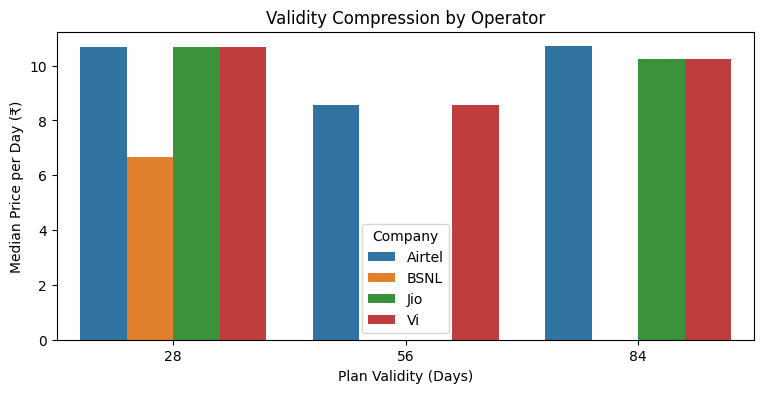 Validity Compression by Operator
Median Price per Day (₹)
10
8
6
4
2
0
Company
Airtel
BSNL
Jio
Vi
28
56
84
Plan Validity (Days)